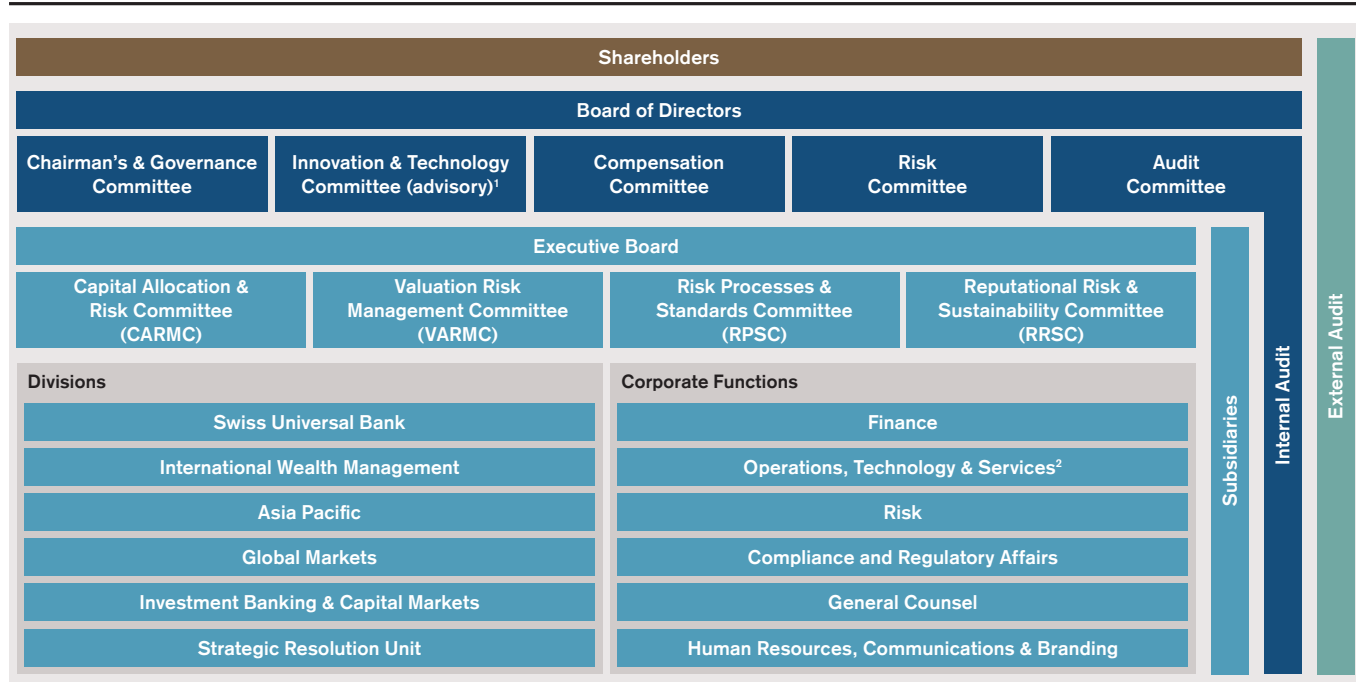 Shareholders
Board of Directors
Chairman’s & Governance
Committee
Innovation & Technology
Committee (advisory)¹
Compensation
Committee
Risk
Committee
Audit
Committee
Executive Board
Capital Allocation &
Risk Committee
(CARMC)
Valuation Risk
Management Committee
(VARMC)
Risk Processes &
Standards Committee
(RPSC)
Reputational Risk &
Sustainability Committee
(RRSC)
Divisions
Swiss Universal Bank
International Wealth Management
Asia Pacific
Global Markets
Investment Banking & Capital Markets
Strategic Resolution Unit
Corporate Functions
Finance
Operations, Technology & Services²
Risk
Compliance and Regulatory Affairs
General Counsel
Human Resources, Communications & Branding
Subsidiaries
Internal Audit
External Audit